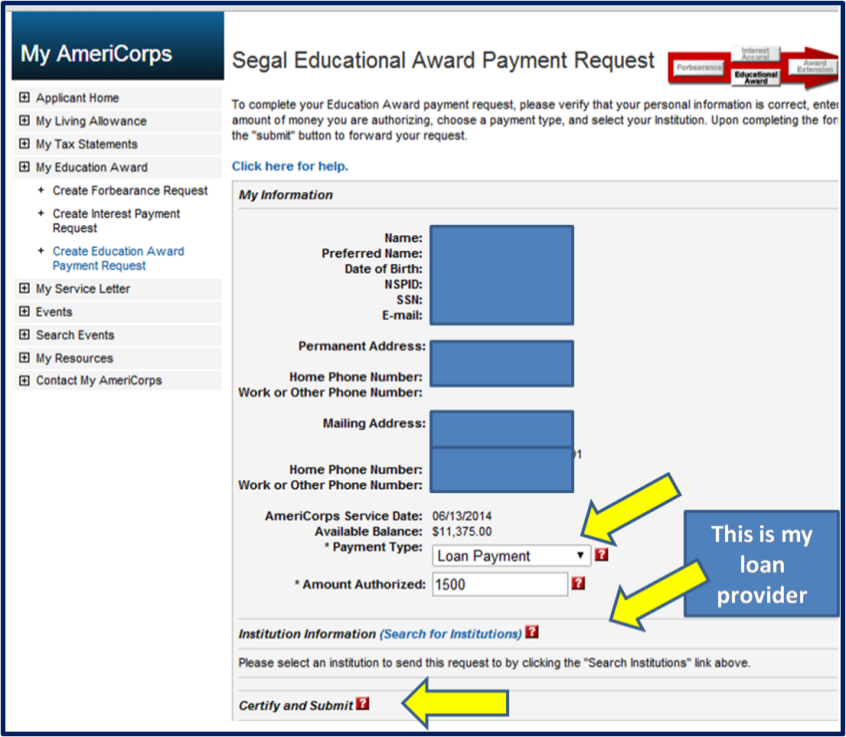 My AmeriCorps
Applicant Home
My Living Allowance
My Tax Statements
My Education Award
+ Create Forbearance Request
+ Create Interest Payment
Request
+ Create Education Award
Payment Request
My Service Letter
Events
Search Events
My Resources
Contact My AmeriCorps
Segal Educational Award Payment Request
Forbearance
Interest
Accural
Educational
Award
Award
Extension
To complete your Education Award payment request, please verify that your personal information is correct, enter
amount of money you are authorizing, choose a payment type, and select your Institution. Upon completing the for
the "submit" button to forward your request.
Click here for help.
My Information
Name:
Preferred Name:
Date of Birth:
NSPID:
SSN:
E-mail:
Permanent Address:
Home Phone Number:
Work or Other Phone Number:
Mailing Address:
Home Phone Number:
Work or Other Phone Number:
AmeriCorps Service Date: 06/13/2014
Available Balance: $11,375.00
* Payment Type: Loan Payment ?
* Amount Authorized: 1500 ?
This is my
loan
provider
Institution Information (Search for Institutions) ?
Please select an institution to send this request to by clicking the "Search Institutions" link above.
Certify and Submit ?